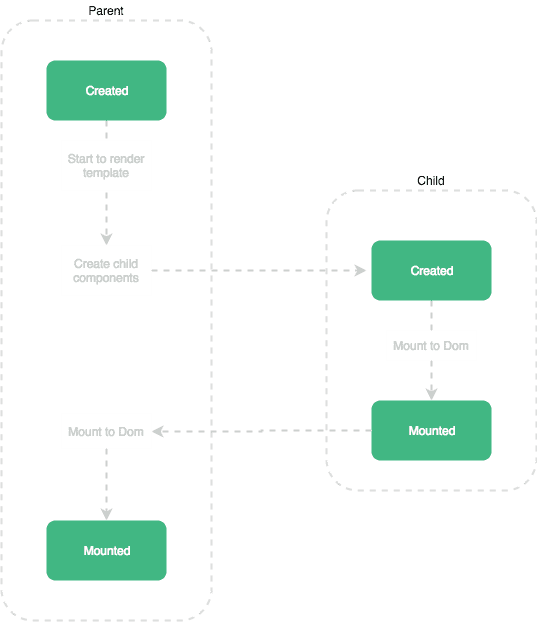 Parent
Created
Start to render
template
Create child
components
Child
Created
Mount to Dom
Mounted
Mount to Dom
Mounted